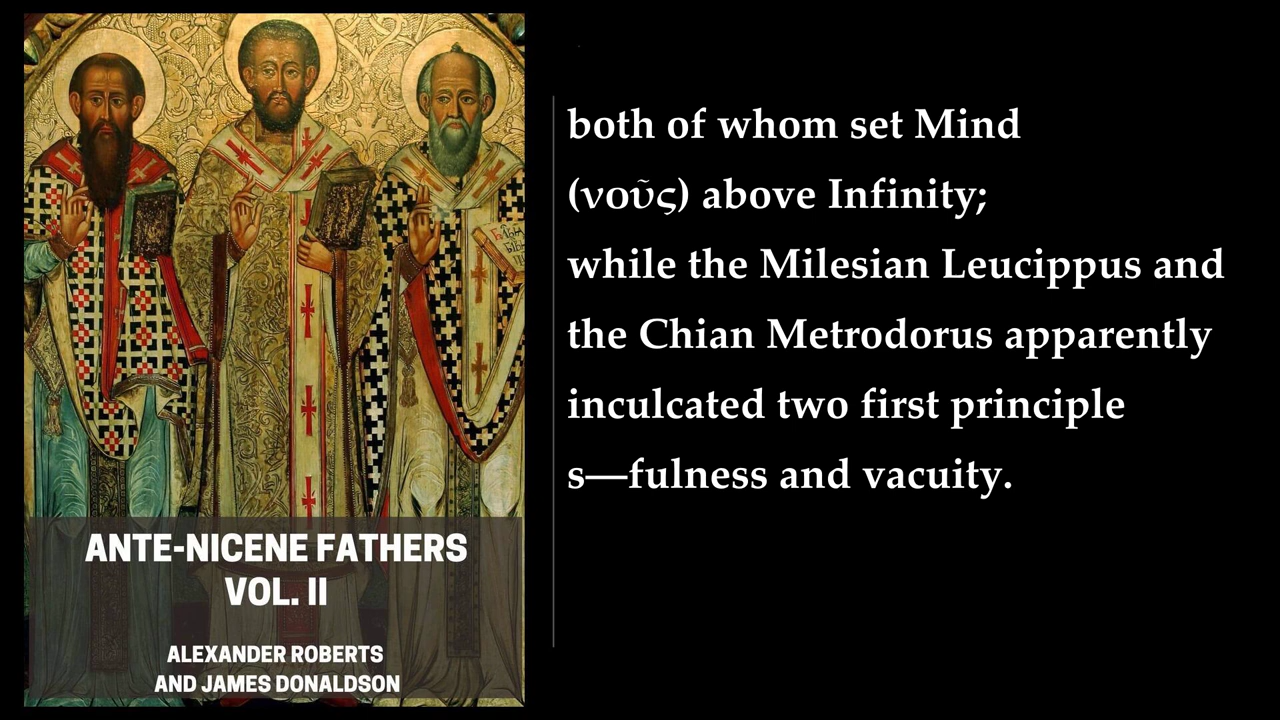 both of whom set Mind
(νοῦς) above Infinity;
while the Milesian Leucippus and
the Chian Metrodorus apparently
inculcated two first principle
s—fulness and vacuity.
ANTE-NICENE FATHERS
VOL. II
ALEXANDER ROBERTS
AND JAMES DONALDSON